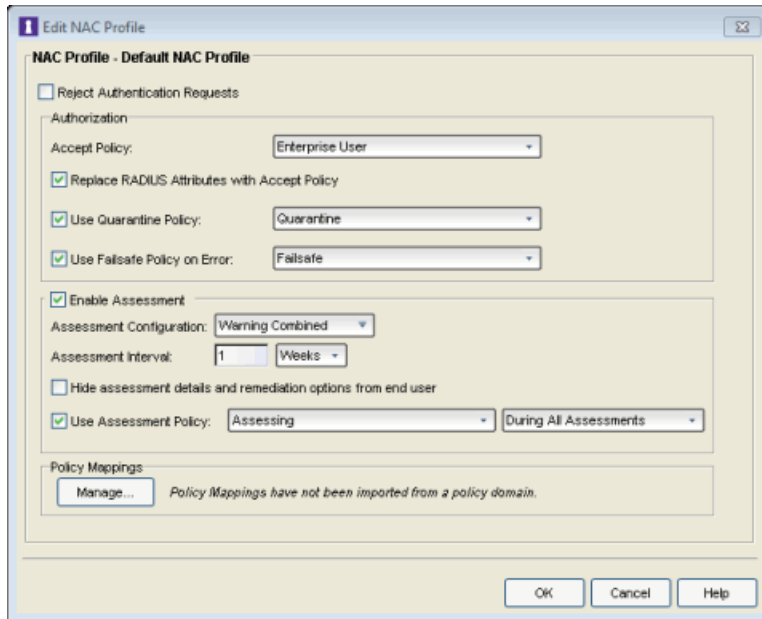 Edit NAC Profile
NAC Profile - Default NAC Profile
Reject Authentication Requests
Authorization
Accept Policy: Enterprise User
Replace RADIUS Attributes with Accept Policy
Use Quarantine Policy: Quarantine
Use Failsafe Policy on Error: Failsafe
Enable Assessment
Assessment Configuration: Warning Combined
Assessment Interval: 1 Weeks
Hide assessment details and remediation options from end user
Use Assessment Policy: Assessing During All Assessments
Policy Mappings
Manage... Policy Mappings have not been imported from a policy domain.
OK Cancel Help